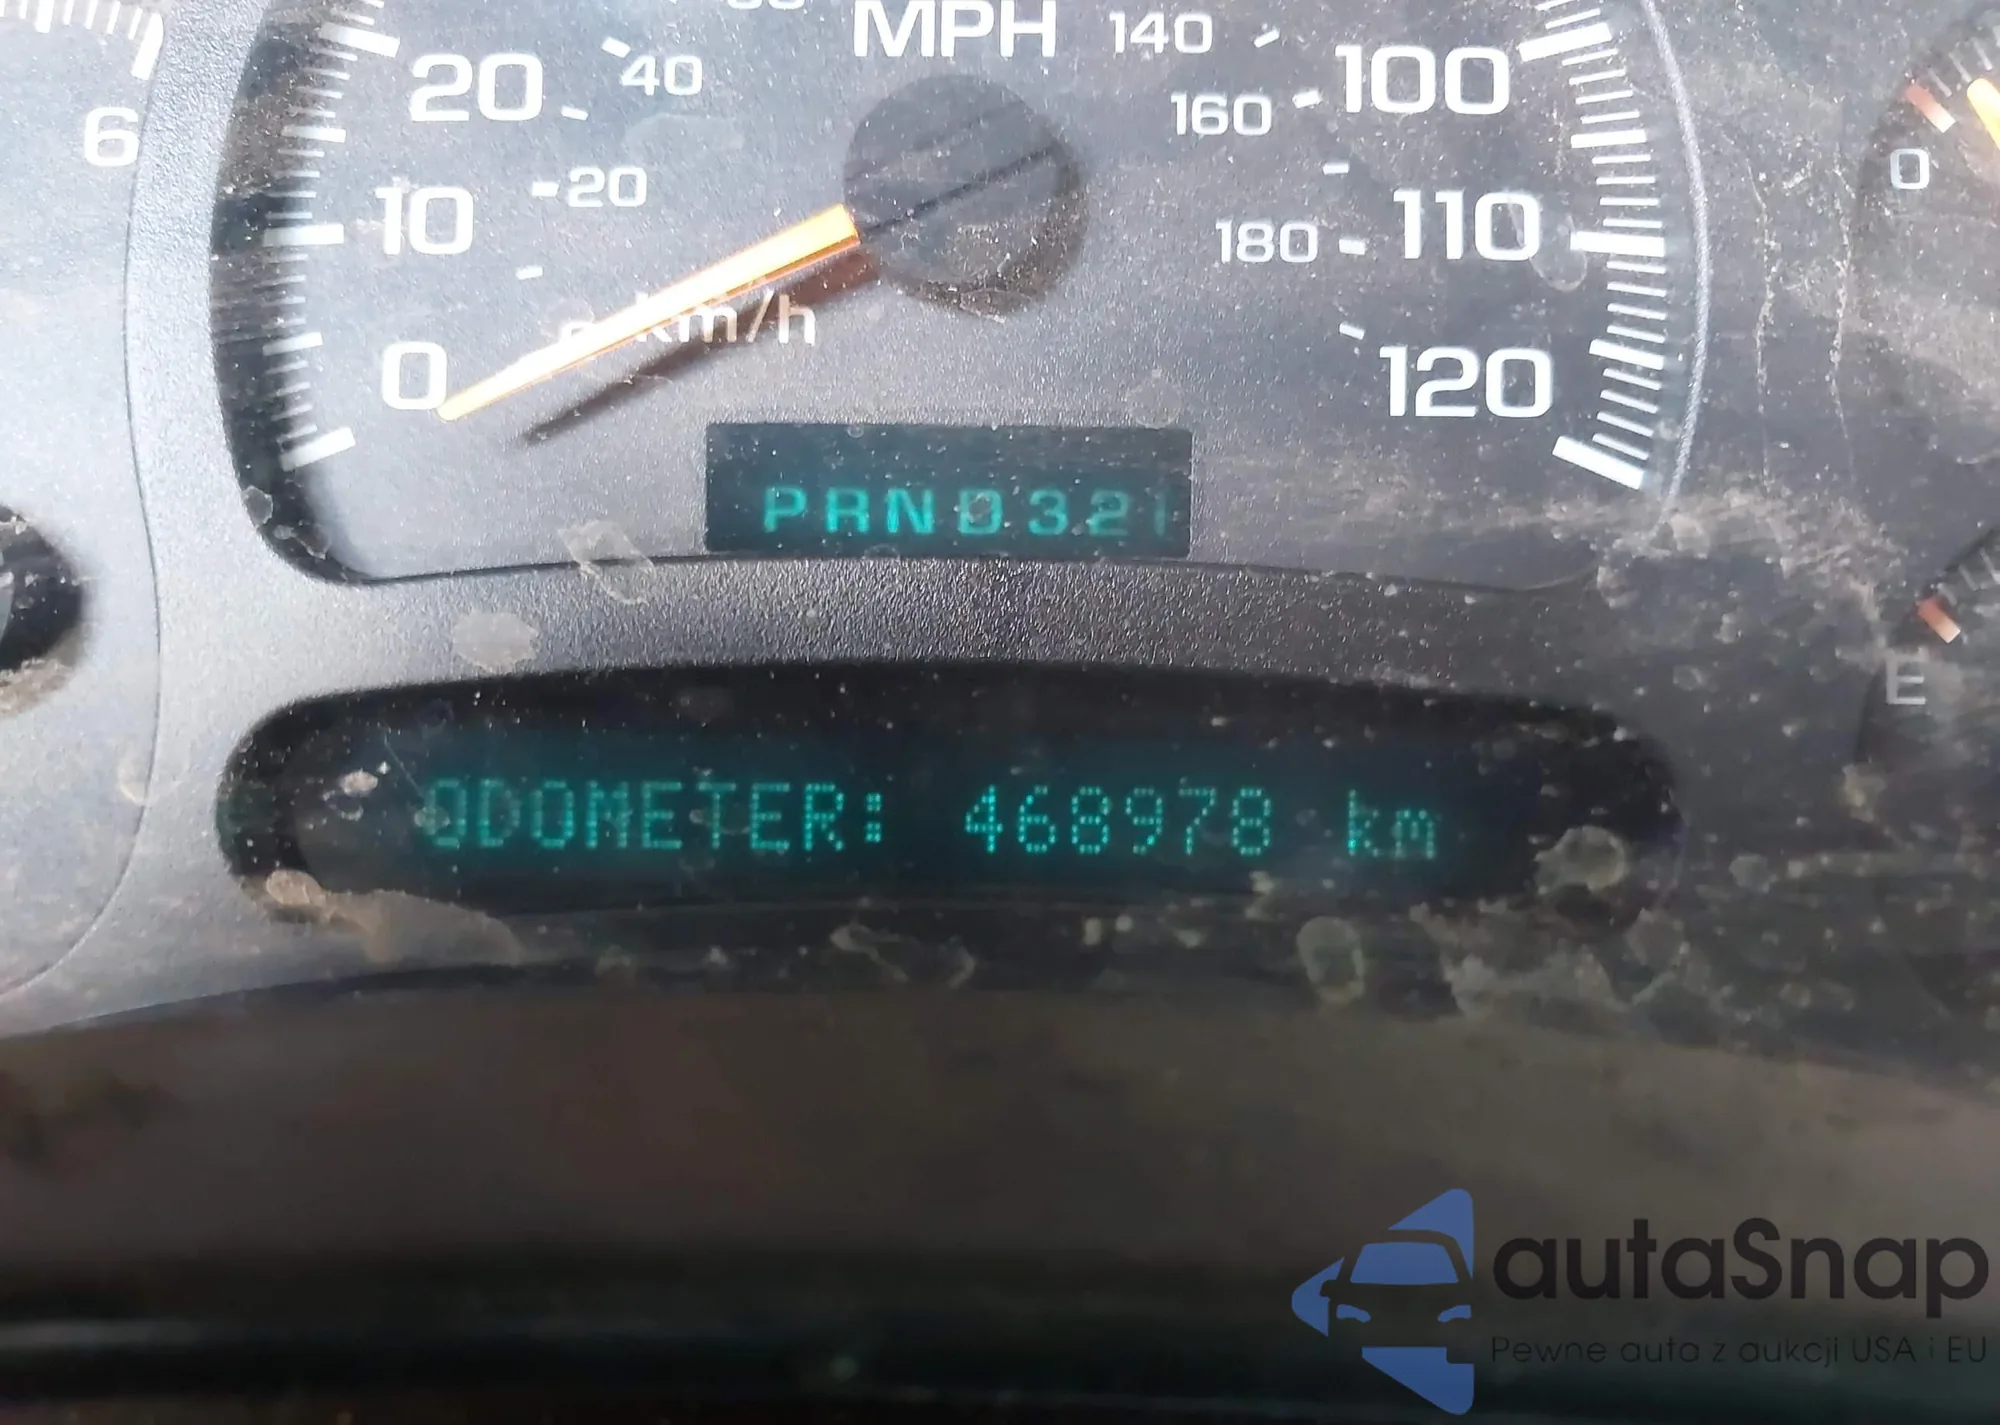 MPH
20
40
140
100
160
6
20
10
180
110
0
km/h
0
120
PRND321
E
ODOMETER: 468978 km
autaSnap
Pewne auta z aukcji USA i EU